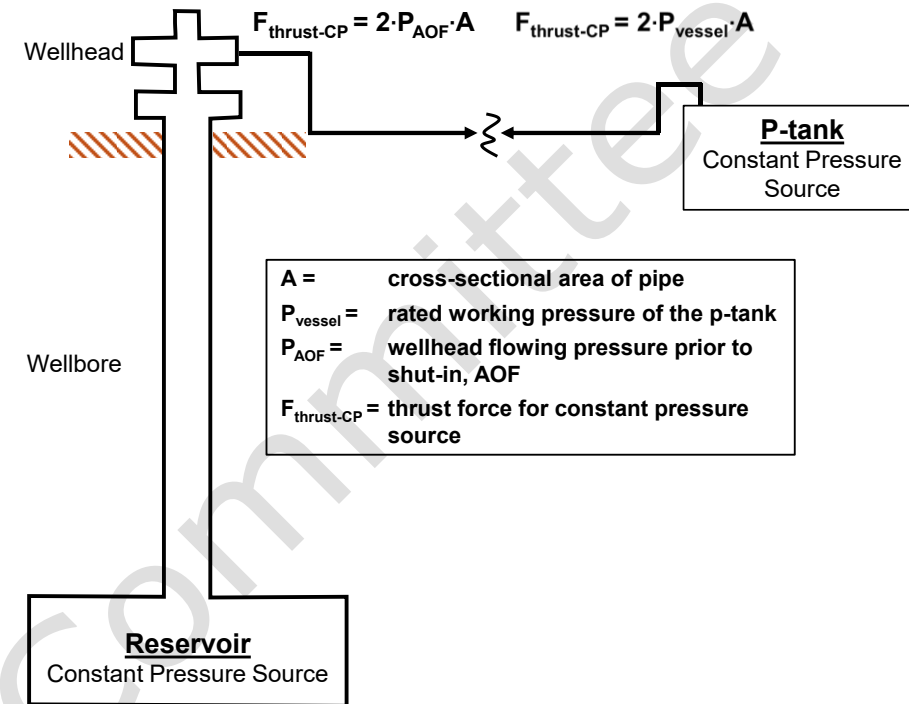 F_thrust-CP = 2·P_AOF·A F_thrust-CP = 2·P_vessel·A
Wellhead
P-tank
Constant Pressure
Source
A = cross-sectional area of pipe
P_vessel = rated working pressure of the p-tank
P_AOF = wellhead flowing pressure prior to
shut-in, AOF
F_thrust-CP = thrust force for constant pressure
source
Wellbore
Reservoir
Constant Pressure Source
Committee